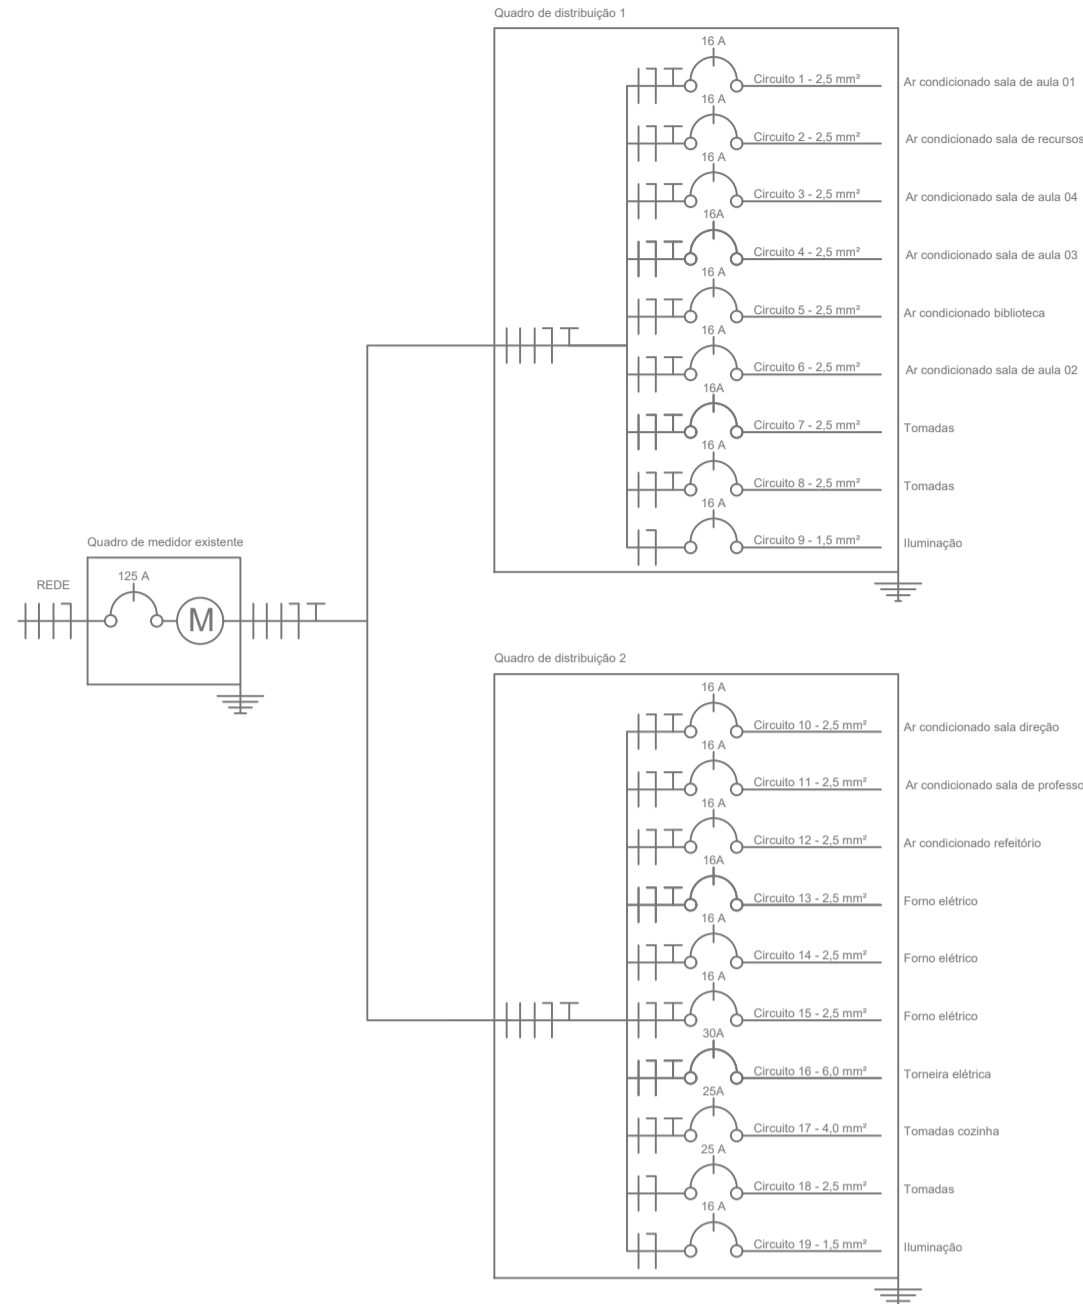 Quadro de distribuição 1
16 A
Circuito 1 - 2,5 mm²
Ar condicionado sala de aula 01
16 A
Circuito 2 - 2,5 mm²
Ar condicionado sala de recursos
16 A
Circuito 3 - 2,5 mm²
Ar condicionado sala de aula 04
16A
Circuito 4 - 2,5 mm²
Ar condicionado sala de aula 03
16 A
Circuito 5 - 2,5 mm²
Ar condicionado biblioteca
16 A
Circuito 6 - 2,5 mm²
Ar condicionado sala de aula 02
16A
Circuito 7 - 2,5 mm²
Tomadas
16 A
Circuito 8 - 2,5 mm²
Tomadas
16 A
Circuito 9 - 1,5 mm²
Iluminação
Quadro de medidor existente
REDE
125 A
M
Quadro de distribuição 2
16 A
Circuito 10 - 2,5 mm²
Ar condicionado sala direção
16 A
Circuito 11 - 2,5 mm²
Ar condicionado sala de professo
16 A
Circuito 12 - 2,5 mm²
Ar condicionado refeitório
16A
Circuito 13 - 2,5 mm²
Forno elétrico
16 A
Circuito 14 - 2,5 mm²
Forno elétrico
16 A
Circuito 15 - 2,5 mm²
Forno elétrico
30A
Circuito 16 - 6,0 mm²
Torneira elétrica
25A
Circuito 17 - 4,0 mm²
Tomadas cozinha
25 A
Circuito 18 - 2,5 mm²
Tomadas
16 A
Circuito 19 - 1,5 mm²
Iluminação